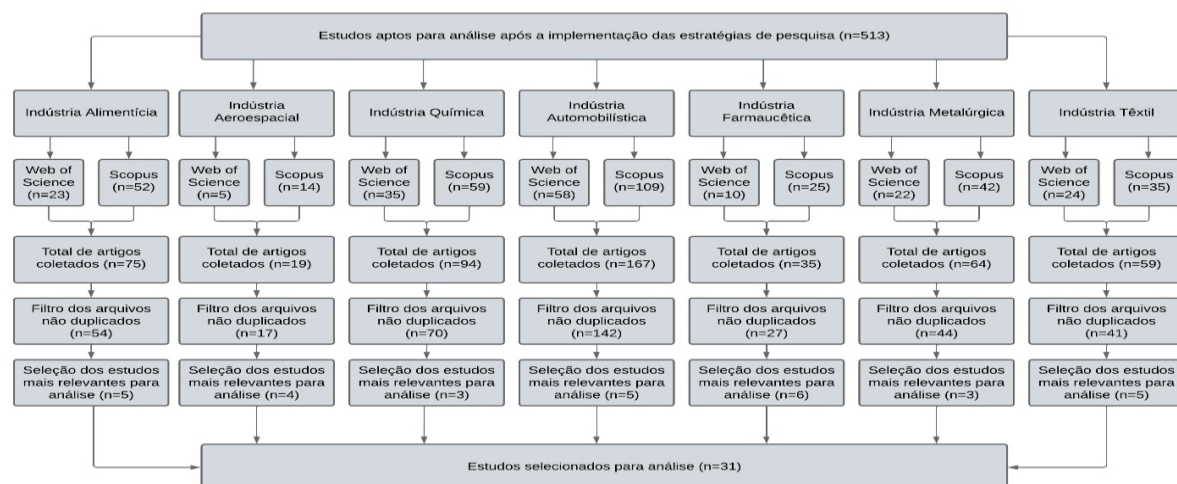 Estudos aptos para análise após a implementação das estratégias de pesquisa (n=513)
Indústria Alimentícia
Indústria
Aeroespacial
Indústria Química
Indústria
Automobilística
Indústria
Farmaucêtica
Indústria Metalúrgica
Indústria Têxtil
Web of
Science
(n=23)
Scopus
(n=52)
Web of
Science
(n=5)
Scopus
(n=14)
Web of
Science
(n=35)
Scopus
(n=59)
Web of
Science
(n=58)
Scopus
(n=109)
Web of
Science
(n=10)
Scopus
(n=25)
Web of
Science
(n=22)
Scopus
(n=42)
Web of
Science
(n=24)
Scopus
(n=35)
Total de artigos
coletados (n=75)
Total de artigos
coletados (n=19)
Total de artigos
coletados (n=94)
Total de artigos
coletados (n=167)
Total de artigos
coletados (n=35)
Total de artigos
coletados (n=64)
Total de artigos
coletados (n=59)
Filtro dos arquivos
não duplicados
(n=54)
Filtro dos arquivos
não duplicados
(n=17)
Filtro dos arquivos
não duplicados
(n=70)
Filtro dos arquivos
não duplicados
(n=142)
Filtro dos arquivos
não duplicados
(n=27)
Filtro dos arquivos
não duplicados
(n=44)
Filtro dos arquivos
não duplicados
(n=41)
Seleção dos estudos
mais relevantes para
análise (n=5)
Seleção dos estudos
mais relevantes para
análise (n=4)
Seleção dos estudos
mais relevantes para
análise (n=3)
Seleção dos estudos
mais relevantes para
análise (n=5)
Seleção dos estudos
mais relevantes para
análise (n=6)
Seleção dos estudos
mais relevantes para
análise (n=3)
Seleção dos estudos
mais relevantes para
análise (n=5)
Estudos selecionados para análise (n=31)